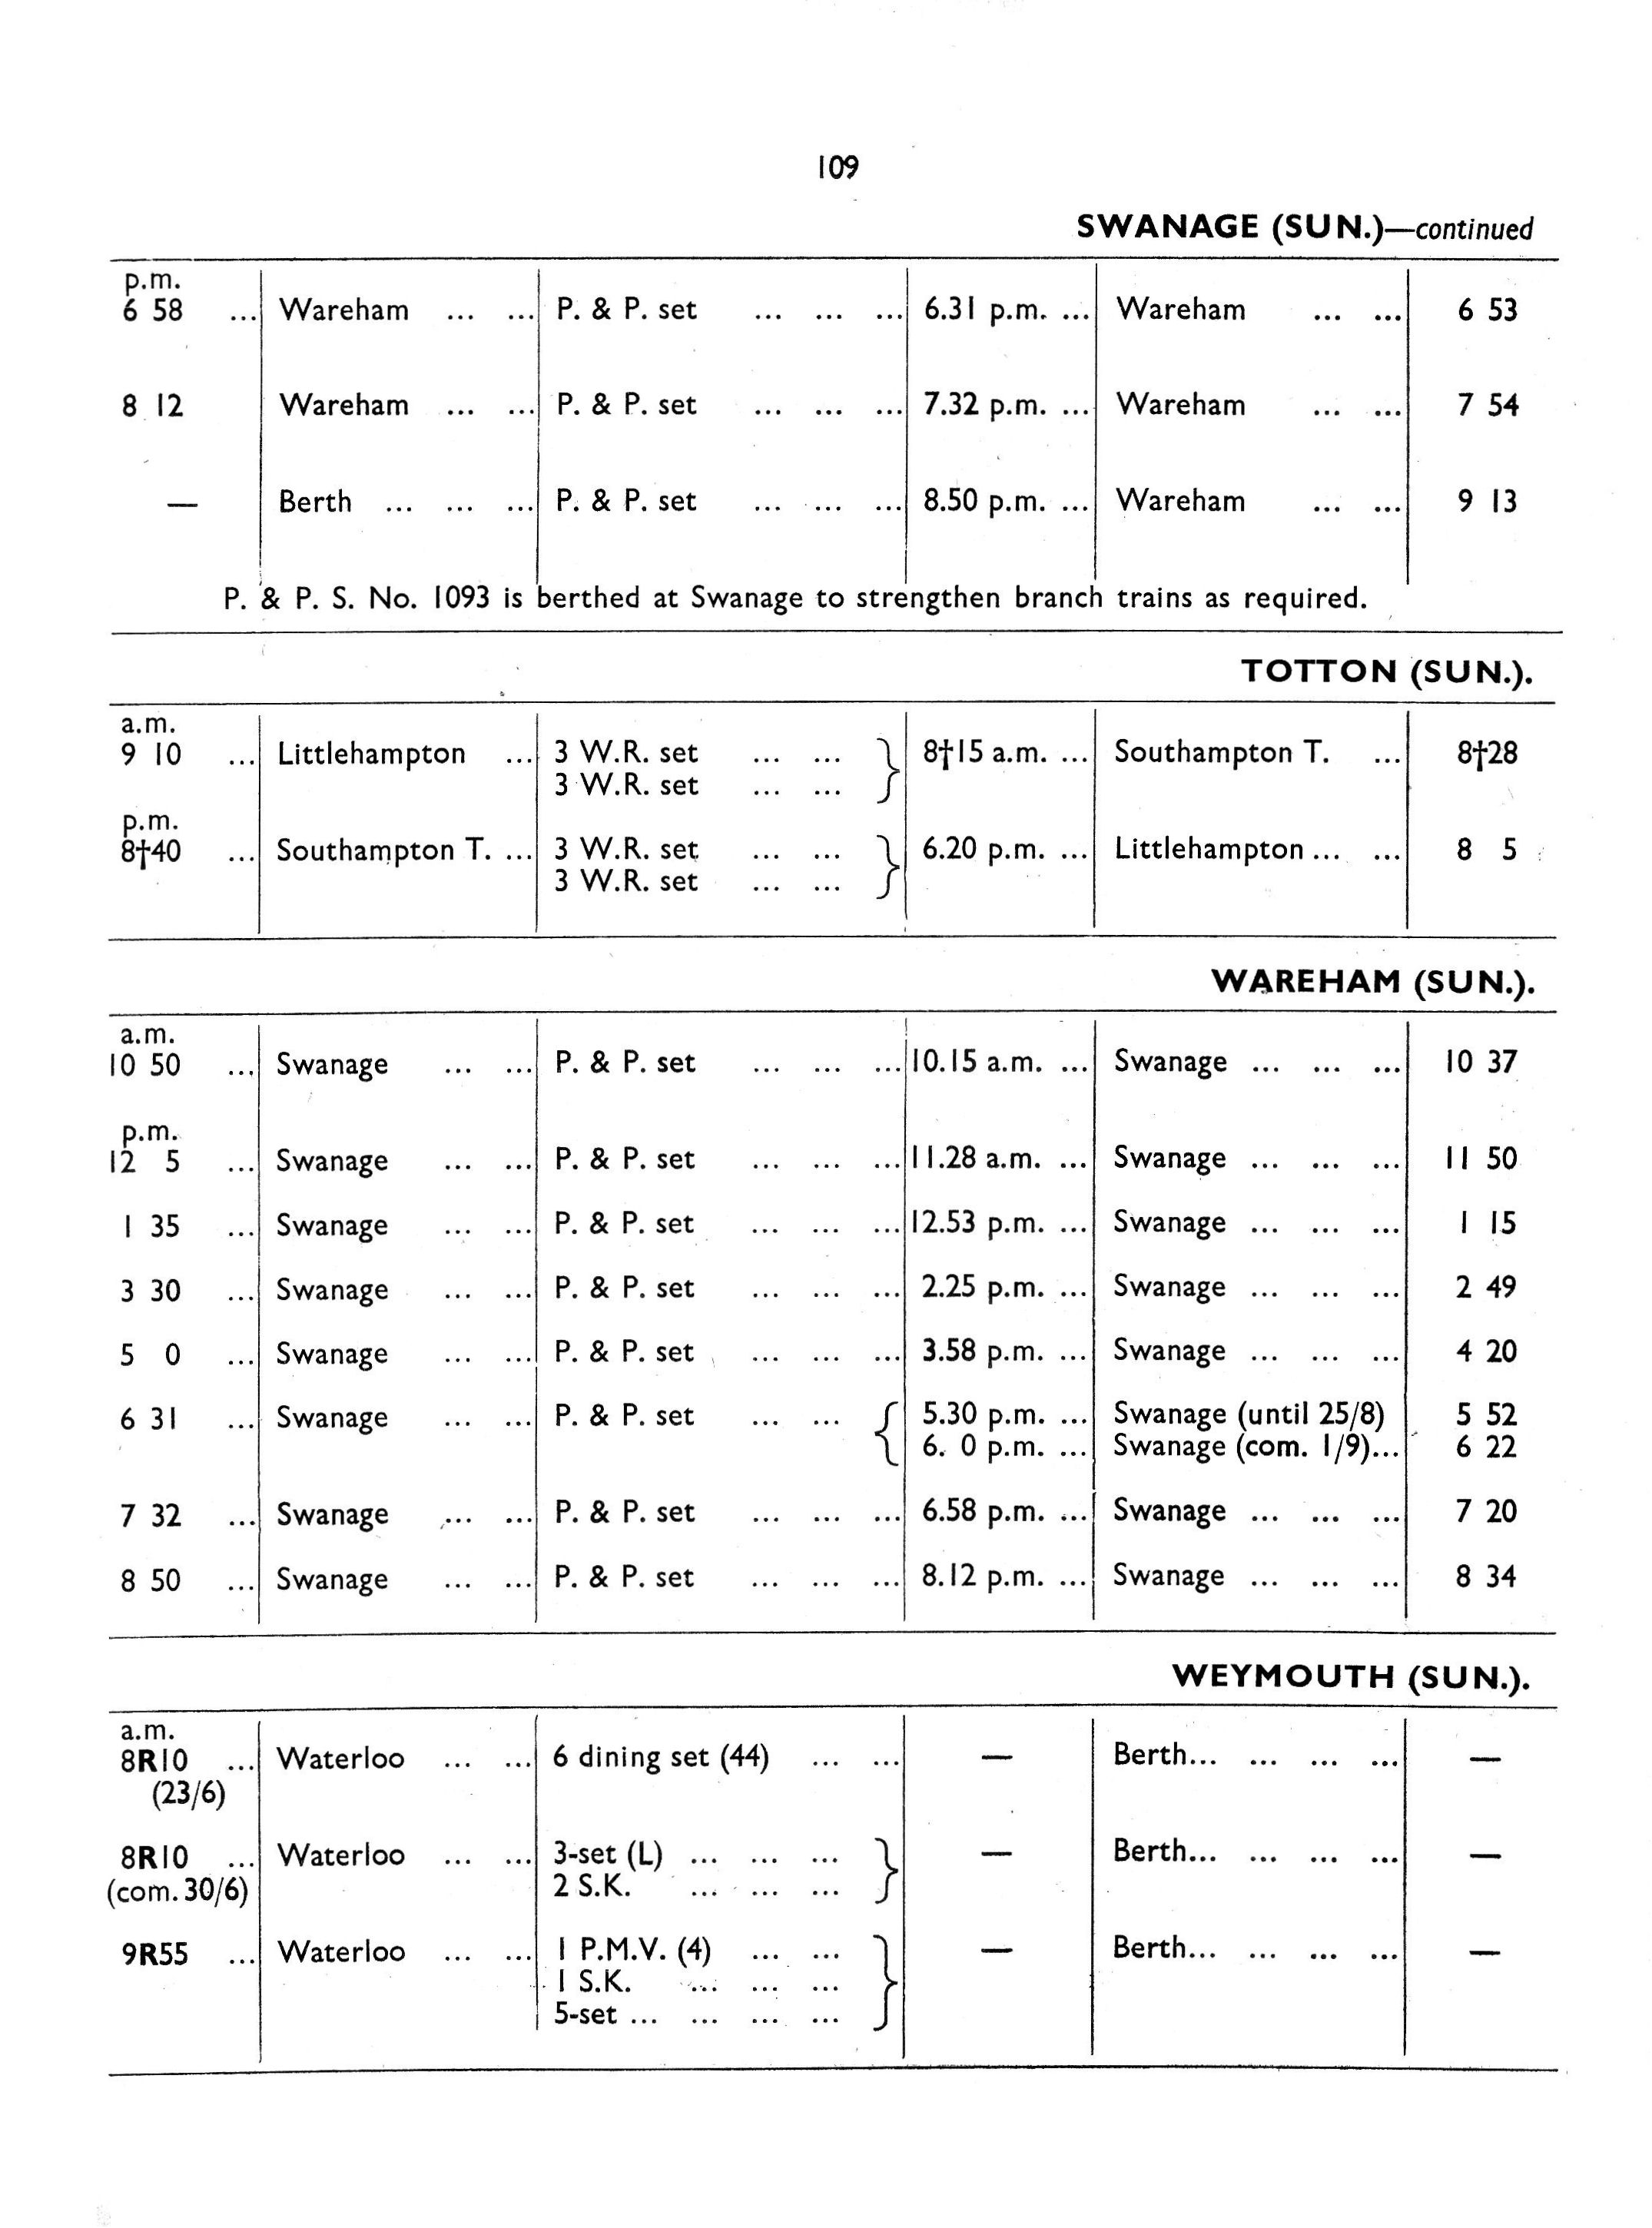 109
SWANAGE (SUN.)—continued
p.m.
6 58 ... Wareham ... ... P. & P. set ... ... ... 6.31 p.m. ... Wareham ... ... 6 53
8 12 Wareham ... ... P. & P. set ... ... ... 7.32 p.m. ... Wareham ... ... 7 54
— Berth ... ... ... P. & P. set ... ... ... 8.50 p.m. ... Wareham ... ... 9 13
P. & P. S. No. 1093 is berthed at Swanage to strengthen branch trains as required.
TOTTON (SUN.).
a.m.
9 10 ... Littlehampton ... 3 W.R. set ... ... } 8†15 a.m. ... Southampton T. ... 8†28
3 W.R. set ... ...
p.m.
8†40 ... Southampton T. ... 3 W.R. set ... ... } 6.20 p.m. ... Littlehampton ... ... 8 5
3 W.R. set ... ...
WAREHAM (SUN.).
a.m.
10 50 ... Swanage ... ... P. & P. set ... ... ... 10.15 a.m. ... Swanage ... ... ... 10 37
p.m.
12 5 ... Swanage ... ... P. & P. set ... ... ... 11.28 a.m. ... Swanage ... ... ... 11 50
1 35 ... Swanage ... ... P. & P. set ... ... ... 12.53 p.m. ... Swanage ... ... ... 1 15
3 30 ... Swanage ... ... P. & P. set ... ... ... 2.25 p.m. ... Swanage ... ... ... 2 49
5 0 ... Swanage ... ... P. & P. set ... ... ... 3.58 p.m. ... Swanage ... ... ... 4 20
6 31 ... Swanage ... ... P. & P. set ... ... { 5.30 p.m. ... Swanage (until 25/8) 5 52
6. 0 p.m. ... Swanage (com. 1/9)... 6 22
7 32 ... Swanage ... ... P. & P. set ... ... ... 6.58 p.m. ... Swanage ... ... ... 7 20
8 50 ... Swanage ... ... P. & P. set ... ... ... 8.12 p.m. ... Swanage ... ... ... 8 34
WEYMOUTH (SUN.).
a.m.
8R10 ... Waterloo ... ... 6 dining set (44) ... ... — Berth... ... ... ... —
(23/6)
8R10 ... Waterloo ... ... 3-set (L) ... ... ... } — Berth... ... ... ... —
(com. 30/6) 2 S.K. ... ... ...
9R55 ... Waterloo ... ... 1 P.M.V. (4) ... ... } — Berth... ... ... ... —
1 S.K. ... ... ...
5-set ... ... ... ...